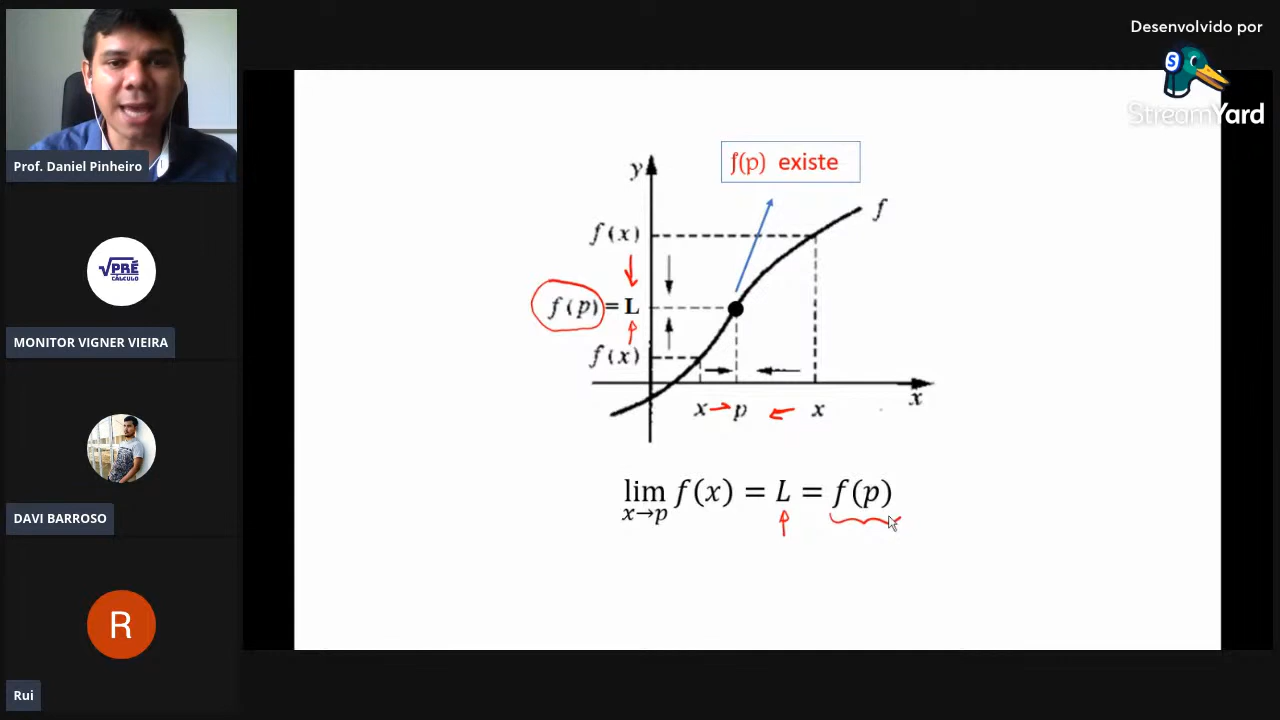 Desenvolvido por
S
StreamYard
Prof. Daniel Pinheiro
√PRÉ
CÁLCULO
MONITOR VIGNER VIEIRA
DAVI BARROSO
R
Rui
f(p) existe
y
f
f(x)
f(p) = L
f(x)
x → p ← x
x
lim f(x) = L = f(p)
x→p